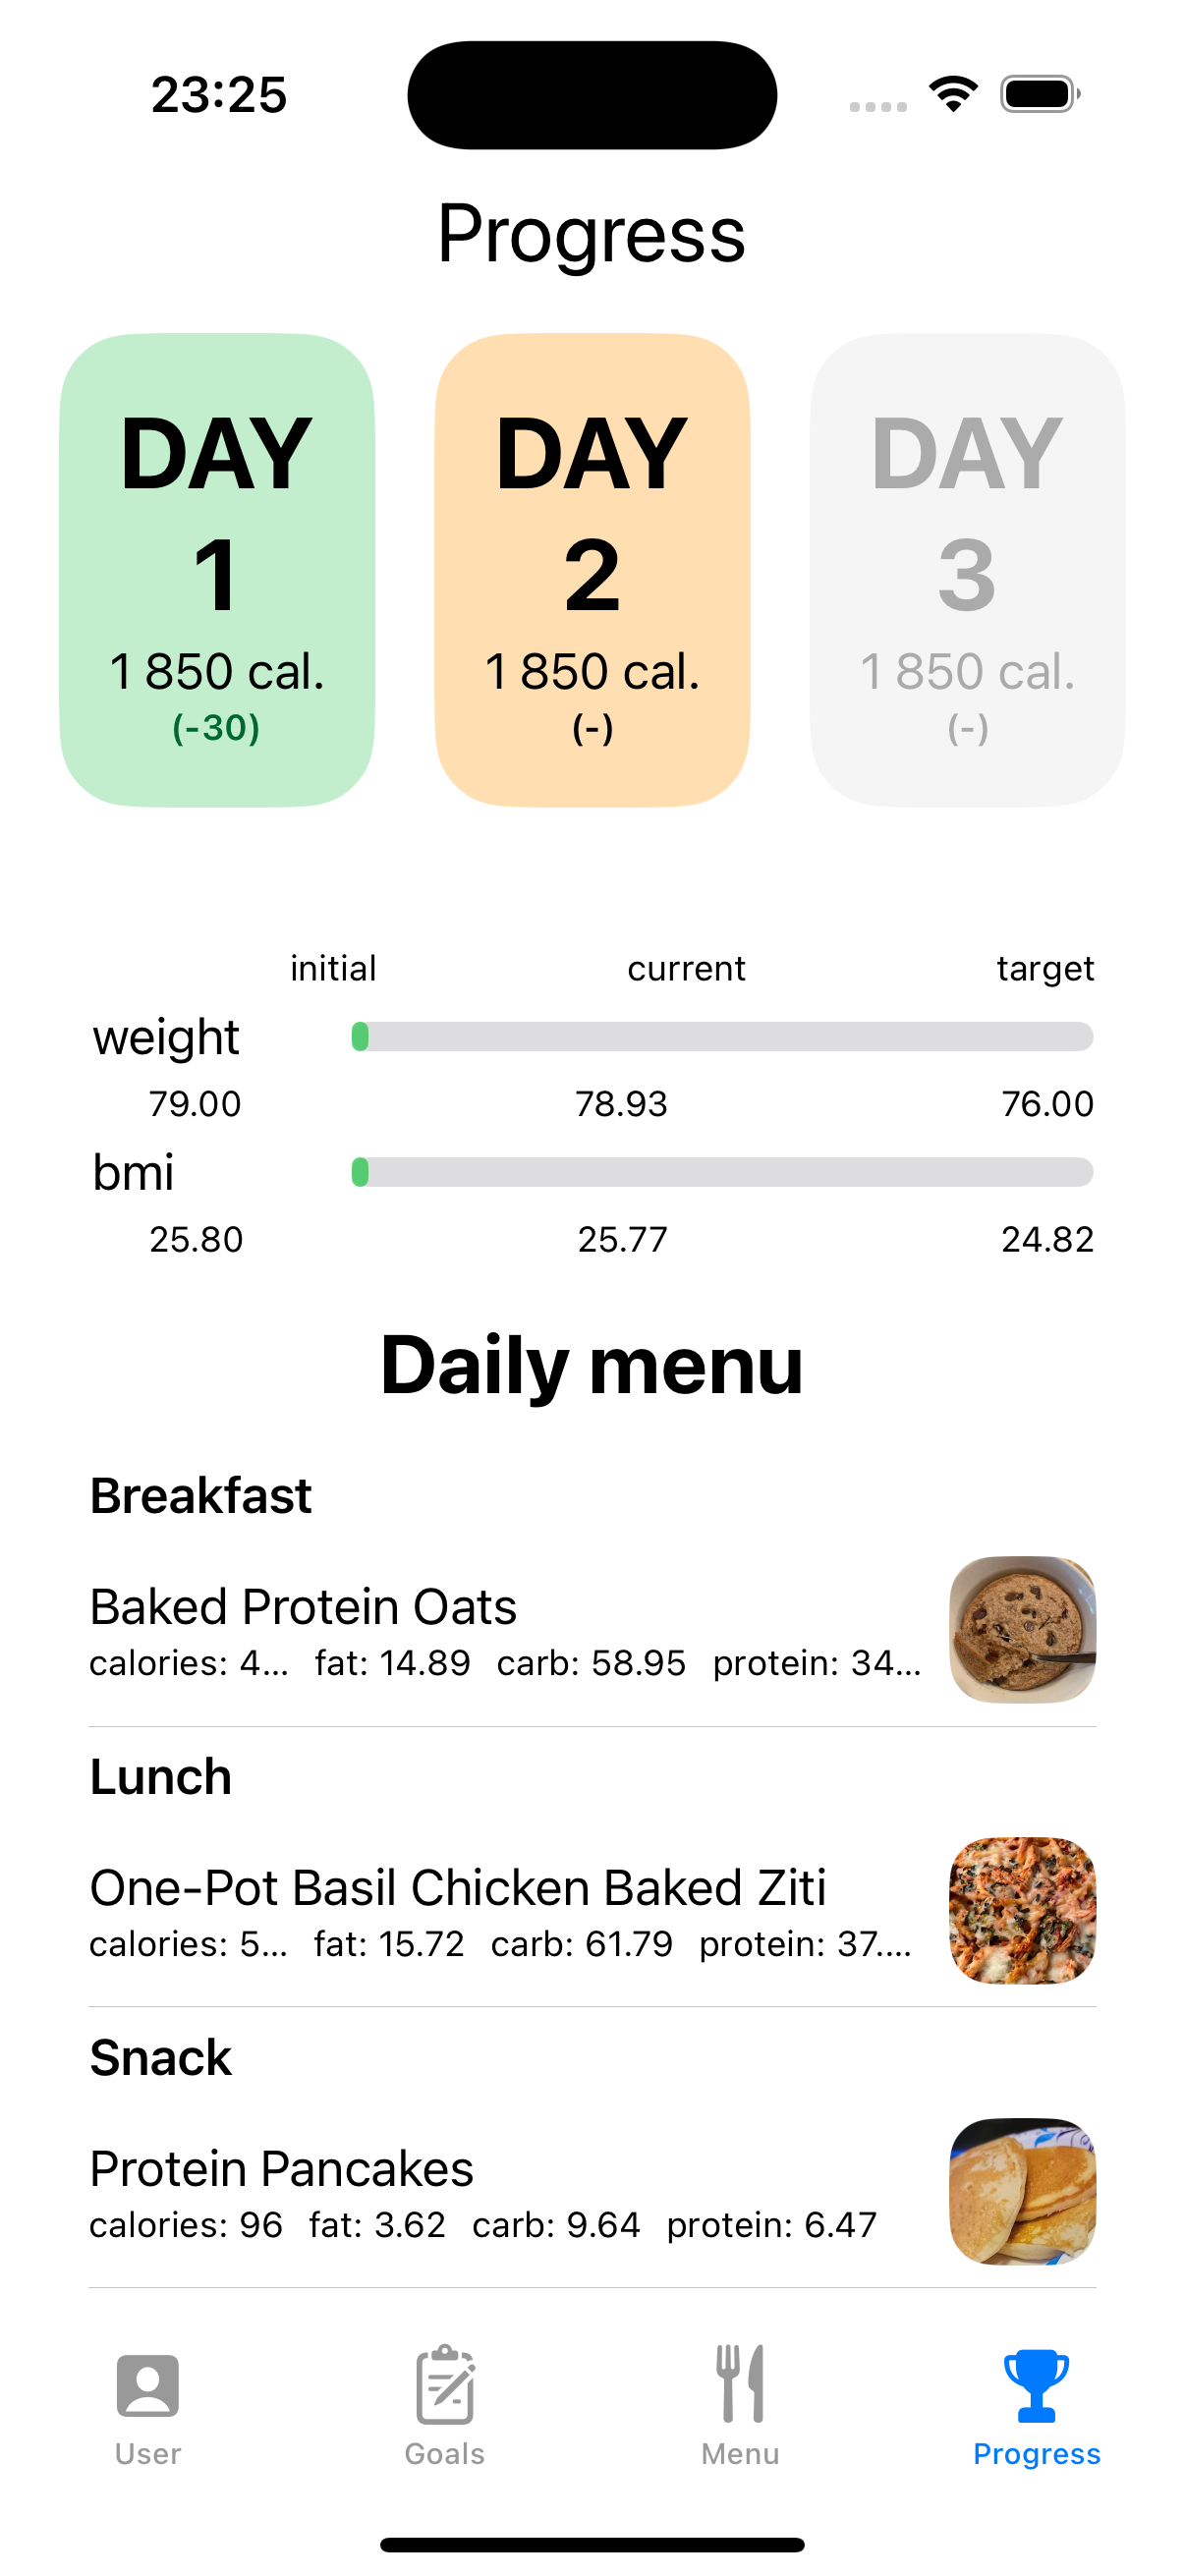 23:25
Progress
DAY
1
1 850 cal.
(-30)
DAY
2
1 850 cal.
(-)
DAY
3
1 850 cal.
(-)
initial current target
weight
79.00 78.93 76.00
bmi
25.80 25.77 24.82
Daily menu
Breakfast
Baked Protein Oats
calories: 4... fat: 14.89 carb: 58.95 protein: 34...
Lunch
One-Pot Basil Chicken Baked Ziti
calories: 5... fat: 15.72 carb: 61.79 protein: 37....
Snack
Protein Pancakes
calories: 96 fat: 3.62 carb: 9.64 protein: 6.47
User Goals Menu Progress